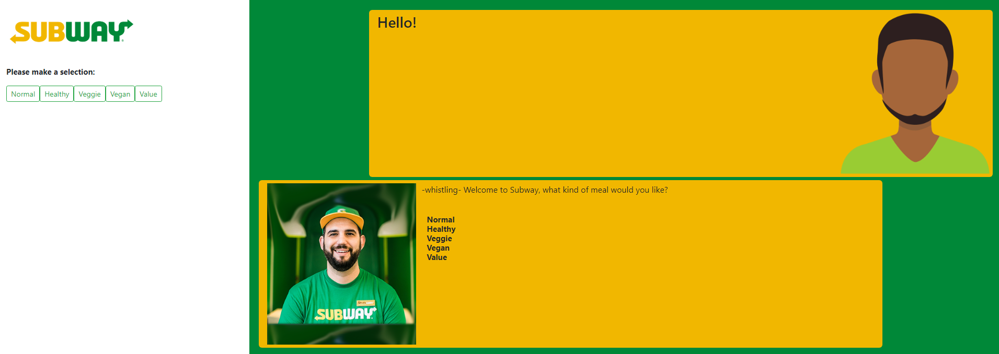 SUBWAY®
Please make a selection:
Normal Healthy Veggie Vegan Value
Hello!
-whistling- Welcome to Subway, what kind of meal would you like?
Normal
Healthy
Veggie
Vegan
Value
SUBWAY